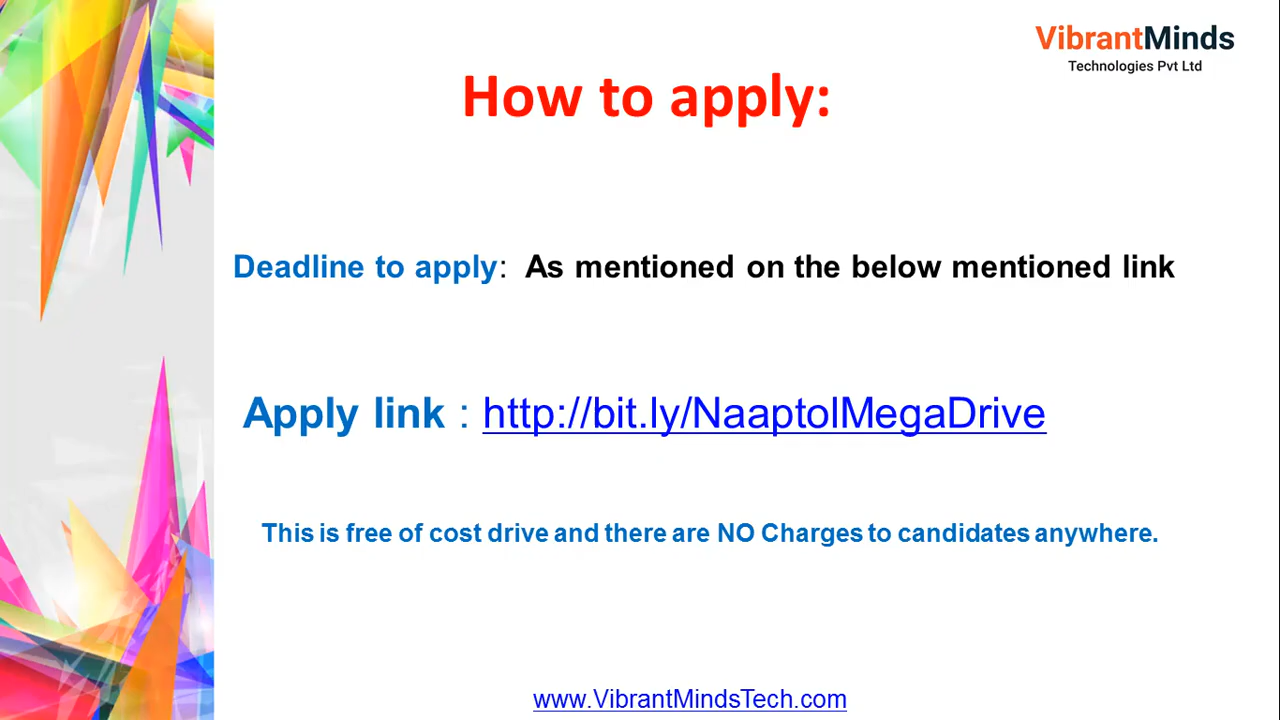 VibrantMinds
Technologies Pvt Ltd
How to apply:
Deadline to apply: As mentioned on the below mentioned link
Apply link : http://bit.ly/NaaptolMegaDrive
This is free of cost drive and there are NO Charges to candidates anywhere.
www.VibrantMindsTech.com